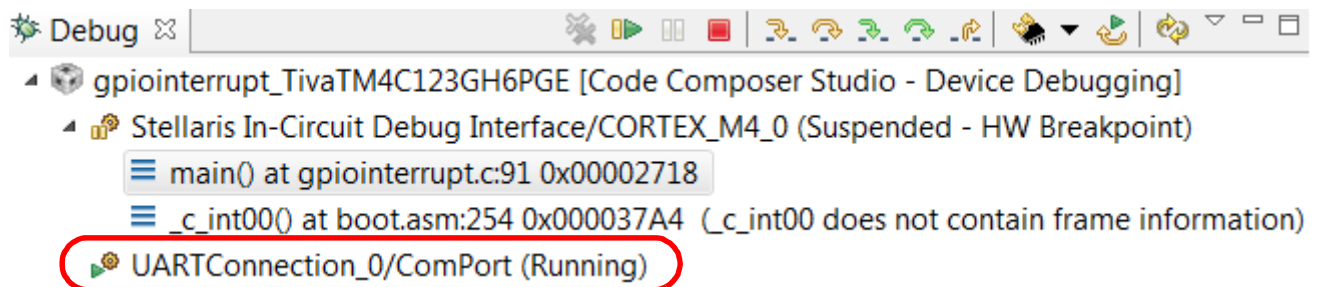 Debug
gpiointerrupt_TivaTM4C123GH6PGE [Code Composer Studio - Device Debugging]
Stellaris In-Circuit Debug Interface/CORTEX_M4_0 (Suspended - HW Breakpoint)
main() at gpiointerrupt.c:91 0x00002718
_c_int00() at boot.asm:254 0x000037A4 (_c_int00 does not contain frame information)
UARTConnection_0/ComPort (Running)